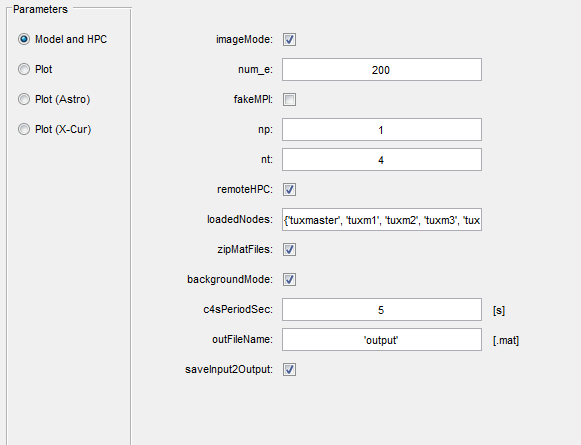 Parameters
Model and HPC
Plot
Plot (Astro)
Plot (X-Cur)
imageMode:
num_e: 200
fakeMPI:
np: 1
nt: 4
remoteHPC:
loadedNodes: {'tuxmaster', 'tuxm1', 'tuxm2', 'tuxm3', 'tux
zipMatFiles:
backgroundMode:
c4sPeriodSec: 5 [s]
outFileName: 'output' [.mat]
saveInput2Output: